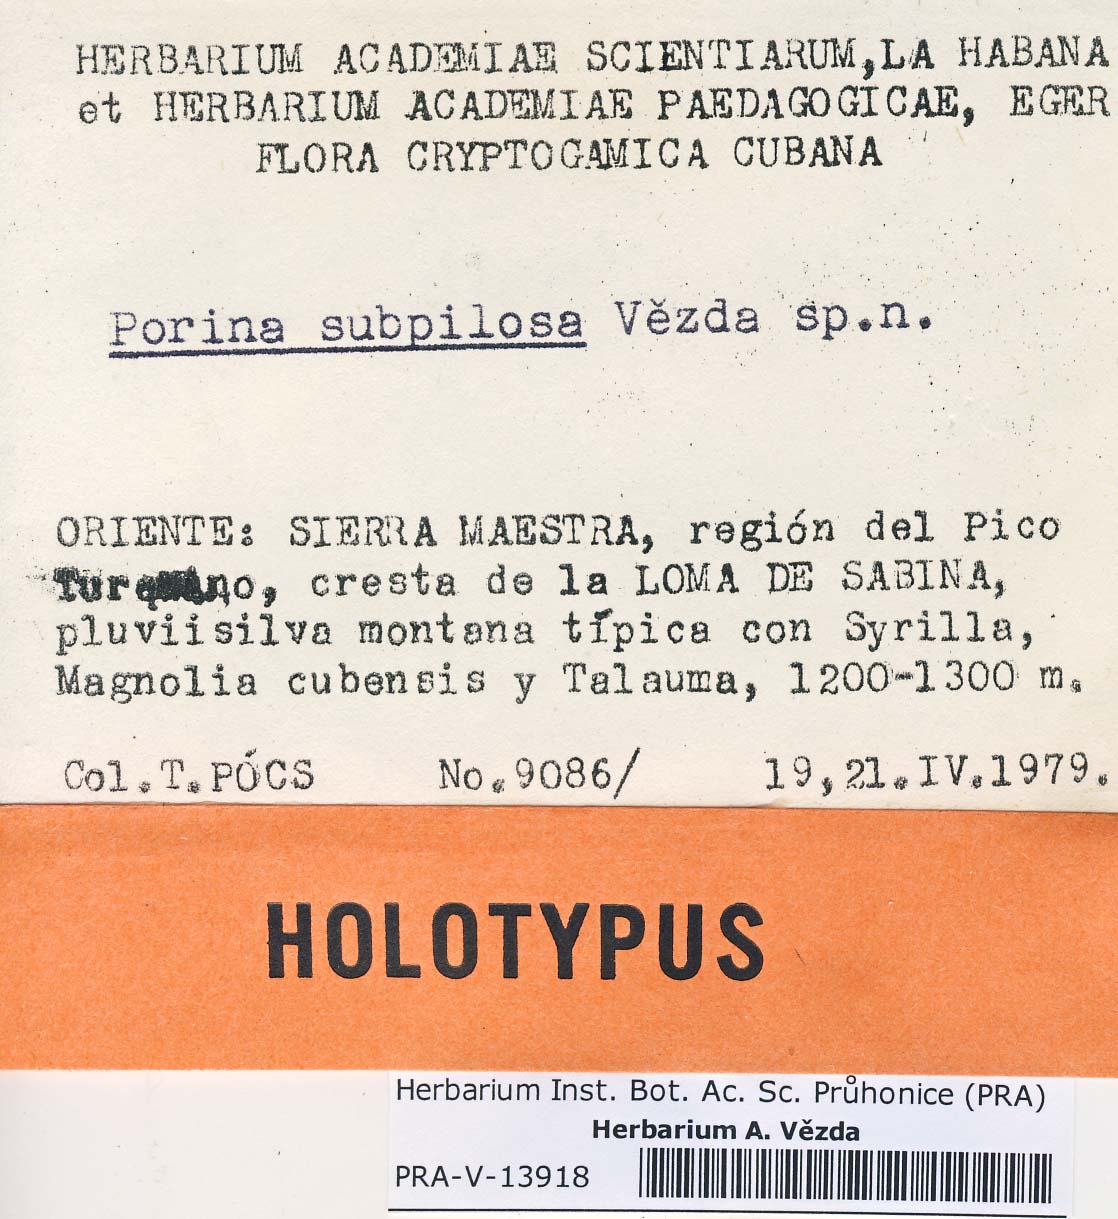 HERBARIUM ACADEMIAE SCIENTIARUM, LA HABANA
et HERBARIUM ACADEMIAE PAEDAGOGICAE, EGER
FLORA CRYPTOGAMICA CUBANA
Porina subpilosa Vězda sp.n.
ORIENTE: SIERRA MAESTRA, región del Pico
cresta de la LOMA DE SABINA,
pluviisilva montana típica con Syrilla,
Magnolia cubensis y Talauma, 1200-1300 m.
Col.T.PÓCS No.9086/ 19,21.IV.1979.
HOLOTYPUS
Herbarium Inst. Bot. Ac. Sc. Průhonice (PRA)
Herbarium A. Vězda
PRA-V-13918